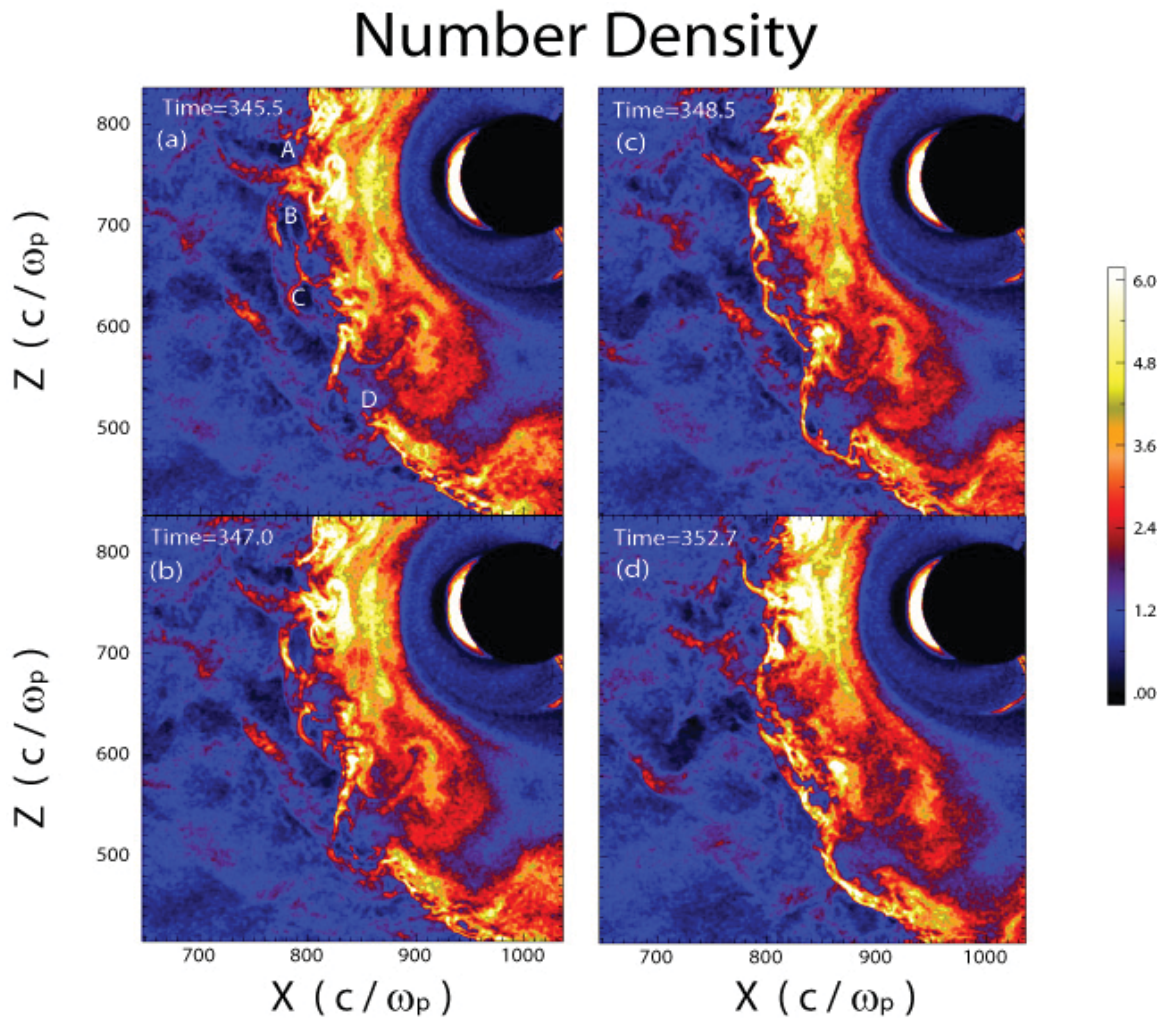 Number Density
Time=345.5
(a)
A
B
C
D
800
700
600
500
Z ( c / ωp )
Time=348.5
(c)
6.0
4.8
3.6
2.4
1.2
.00
Time=347.0
(b)
800
700
600
500
Z ( c / ωp )
Time=352.7
(d)
700 800 900 1000
X ( c / ωp )
700 800 900 1000
X ( c / ωp )